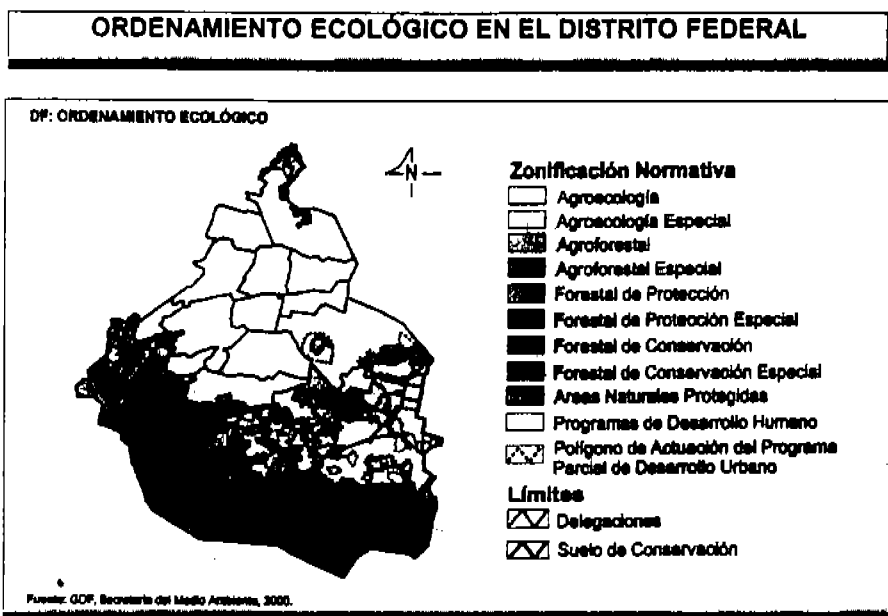 ORDENAMIENTO ECOLÓGICO EN EL DISTRITO FEDERAL
DF: ORDENAMIENTO ECOLÓGICO
N
Zonificación Normativa
Agroecología
Agroecología Especial
Agroforestal
Agroforestal Especial
Forestal de Protección
Forestal de Protección Especial
Forestal de Conservación
Forestal de Conservación Especial
Areas Naturales Protegidas
Programas de Desarrollo Humano
Polígono de Actuación del Programa
Parcial de Desarrollo Urbano
Límites
Delegaciones
Suelo de Conservación
Fuente: GDF, Secretaría del Medio Ambiente, 2000.